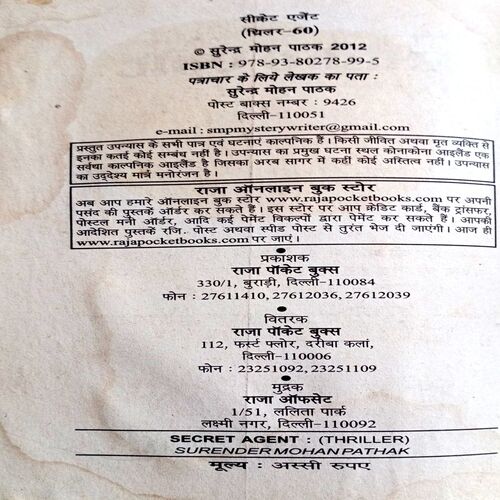 सीक्रेट एजेंट
(थ्रिलर-60)
© सुरेन्द्र मोहन पाठक 2012
ISBN : 978-93-80278-99-5
पत्राचार के लिये लेखक का पता :
सुरेन्द्र मोहन पाठक
पोस्ट बाक्स नम्बर : 9426
दिल्ली-110051
e-mail : smpmysterywriter@gmail.com
प्रस्तुत उपन्यास के सभी पात्र एवं घटनाएं काल्पनिक हैं। किसी जीवित अथवा मृत व्यक्ति से
इनका कतई कोई सम्बंध नहीं है। उपन्यास का प्रमुख घटना स्थल कोनाकोना आइलैंड एक
सर्वथा काल्पनिक आइलैंड है जिसका अरब सागर में कहीं कोई अस्तित्व नहीं। उपन्यास
का उद्देश्य मात्र मनोरंजन है।
राजा ऑनलाइन बुक स्टोर
अब आप हमारे ऑनलाइन बुक स्टोर www.rajapocketbooks.com पर अपनी
पसंद की पुस्तकें ऑर्डर कर सकते हैं। इस स्टोर पर आप क्रेडिट कार्ड, बैंक ट्रांसफर,
पोस्टल मनी ऑर्डर, आदि कई पेमेंट विकल्पों द्वारा पेमेंट कर सकते हैं। आपकी
आदेशित पुस्तकें रजि. पोस्ट अथवा स्पीड पोस्ट से तुरंत भेज दी जाएंगी। आज ही
www.rajapocketbooks.com पर जाएं।
प्रकाशक
राजा पॉकेट बुक्स
330/1, बुराड़ी, दिल्ली-110084
फोन : 27611410, 27612036, 27612039
वितरक
राजा पॉकेट बुक्स
112, फर्स्ट फ्लोर, दरीबा कलां,
दिल्ली-110006
फोन : 23251092, 23251109
मुद्रक
राजा ऑफसेट
1/51, ललिता पार्क
लक्ष्मी नगर, दिल्ली-110092
SECRET AGENT : (THRILLER)
SURENDER MOHAN PATHAK
मूल्य : अस्सी रुपए